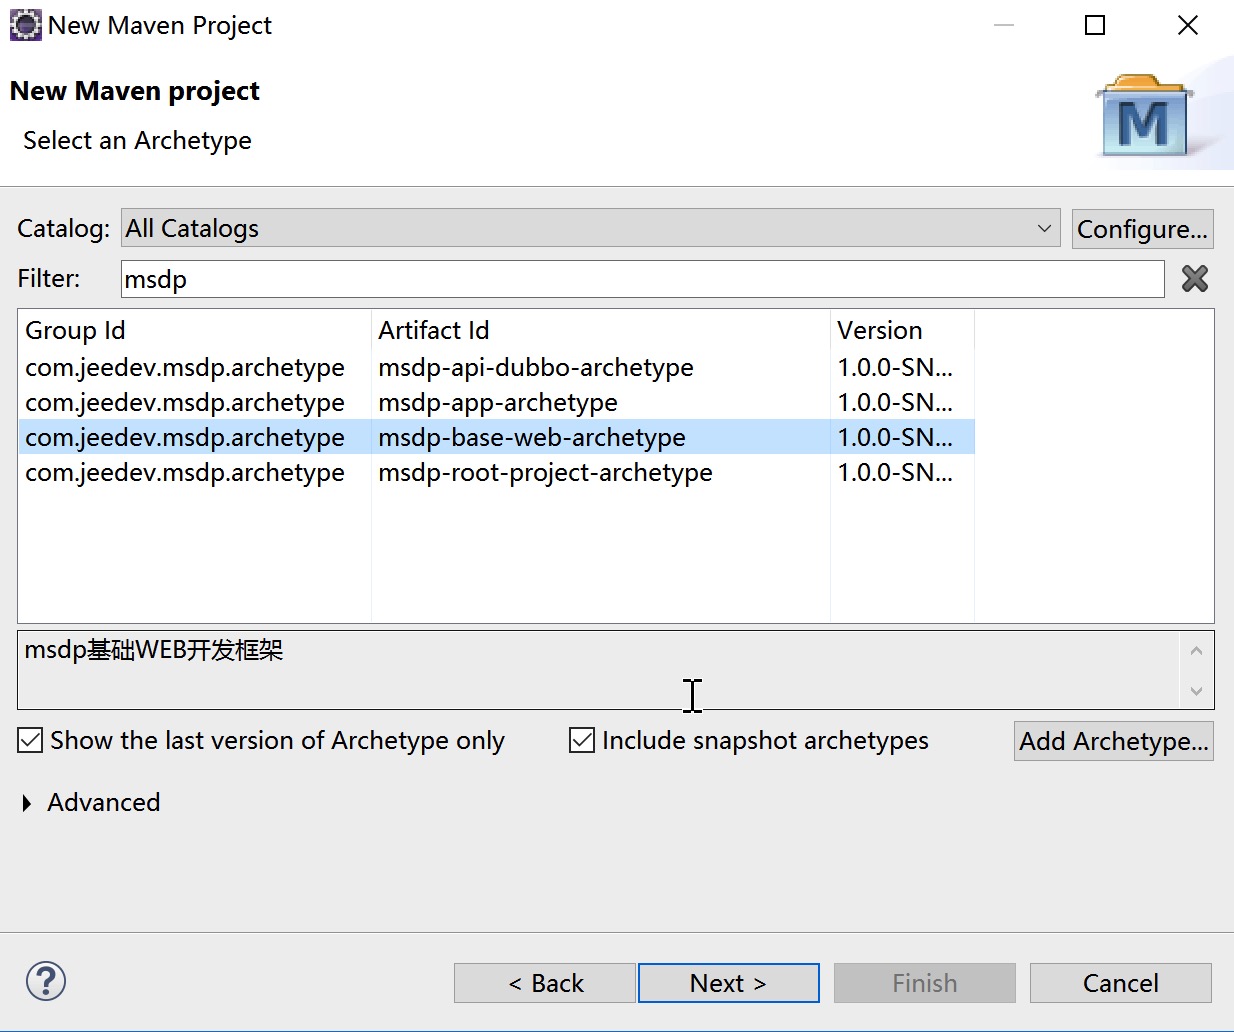 New Maven Project
New Maven project
Select an Archetype
M
Catalog: All Catalogs Configure...
Filter: msdp
Group Id Artifact Id Version
com.jeedev.msdp.archetype msdp-api-dubbo-archetype 1.0.0-SN...
com.jeedev.msdp.archetype msdp-app-archetype 1.0.0-SN...
com.jeedev.msdp.archetype msdp-base-web-archetype 1.0.0-SN...
com.jeedev.msdp.archetype msdp-root-project-archetype 1.0.0-SN...
msdp基础WEB开发框架
Show the last version of Archetype only Include snapshot archetypes Add Archetype...
Advanced
? < Back Next > Finish Cancel